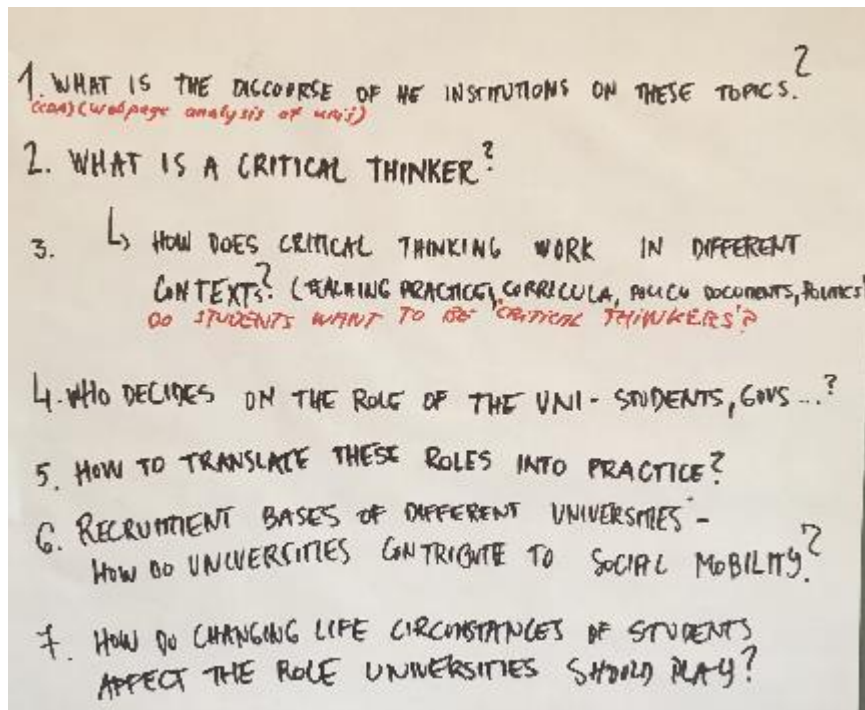 1. WHAT IS THE DISCOURSE OF HE INSTITUTIONS ON THESE TOPICS.?
(CDA) (webpage analysis of uni's)
2. WHAT IS A CRITICAL THINKER?
3. ↳ HOW DOES CRITICAL THINKING WORK IN DIFFERENT
CONTEXTS? (TEACHING PRACTICES, CURRICULA, POLICY DOCUMENTS, POLITICS)
DO STUDENTS WANT TO BE 'CRITICAL THINKERS'?
4. WHO DECIDES ON THE ROLE OF THE UNI - STUDENTS, GOVS...?
5. HOW TO TRANSLATE THESE ROLES INTO PRACTICE?
6. RECRUITMENT BASES OF DIFFERENT UNIVERSITIES -
HOW DO UNIVERSITIES CONTRIBUTE TO SOCIAL MOBILITY?
7. HOW DO CHANGING LIFE CIRCUMSTANCES OF STUDENTS
AFFECT THE ROLE UNIVERSITIES SHOULD PLAY?